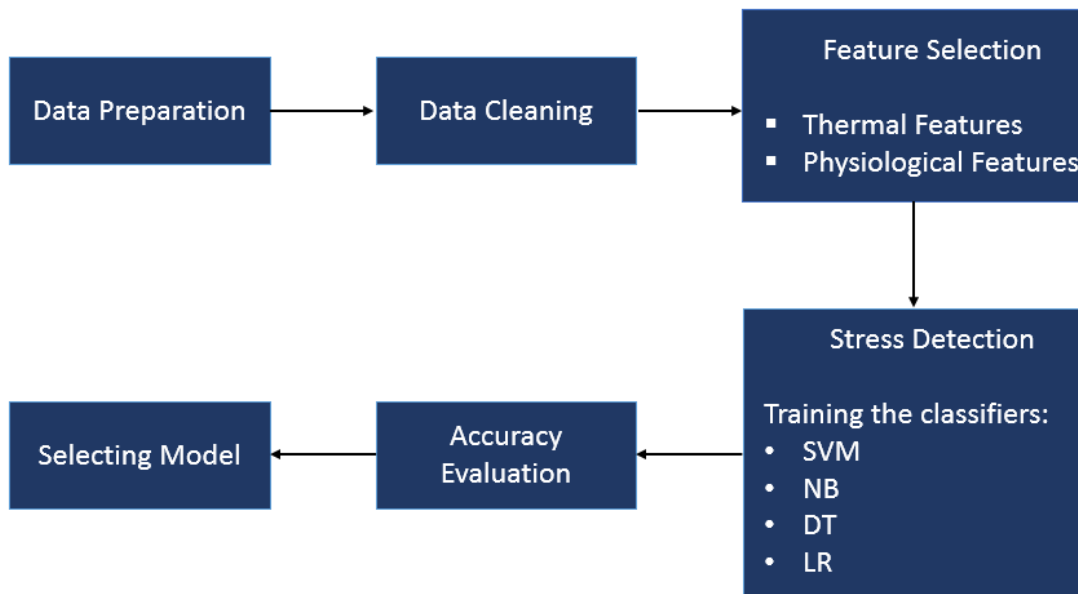 Data Preparation
Data Cleaning
Feature Selection
▪ Thermal Features
▪ Physiological Features
Stress Detection
Training the classifiers:
• SVM
• NB
• DT
• LR
Accuracy
Evaluation
Selecting Model